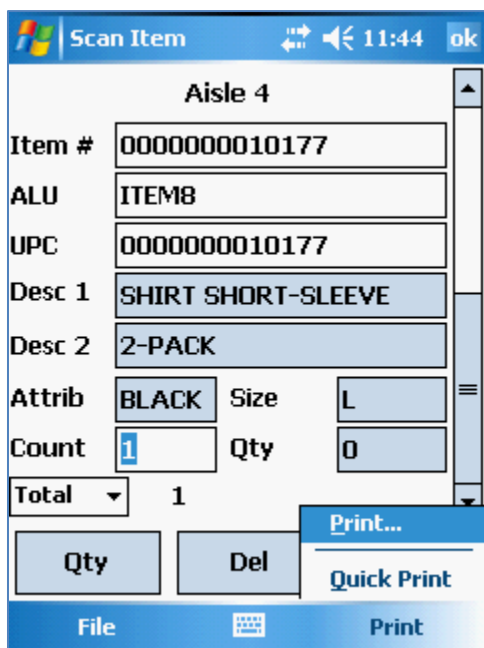 Scan Item 11:44 ok
Aisle 4
Item # 0000000010177
ALU ITEM8
UPC 0000000010177
Desc 1 SHIRT SHORT-SLEEVE
Desc 2 2-PACK
Attrib BLACK Size L
Count 1 Qty 0
Total 1
Print...
Qty Del
Quick Print
File Print